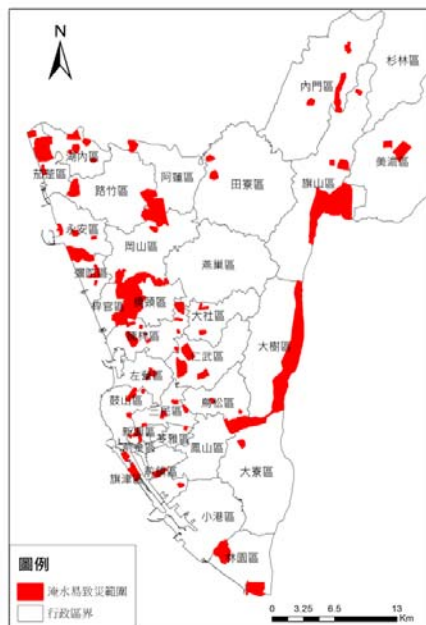 N
杉林區
內門區
美濃區
湖內區
阿蓮區
田寮區
旗山區
茄萣區
路竹區
永安區
岡山區
燕巢區
彌陀區
梓官區
橋頭區
大社區
楠梓區
仁武區
大樹區
左營區
鼓山區
三民區
鳥松區
苓雅區
鳳山區
大寮區
旗津區
前鎮區
小港區
林園區
圖例
淹水易致災範圍
行政區界
0 3.25 6.5 13
Km